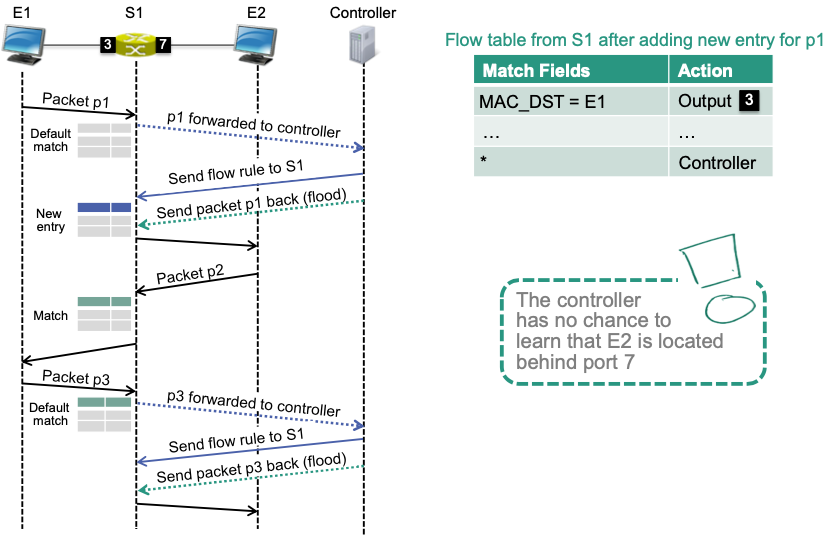 E1
S1
E2
Controller
3
7
Packet p1
Default
match
p1 forwarded to controller
Send flow rule to S1
Send packet p1 back (flood)
New
entry
Packet p2
Match
Packet p3
Default
match
p3 forwarded to controller
Send flow rule to S1
Send packet p3 back (flood)
Flow table from S1 after adding new entry for p1
Match Fields Action
MAC_DST = E1 Output 3
... ...
* Controller
The controller
has no chance to
learn that E2 is located
behind port 7